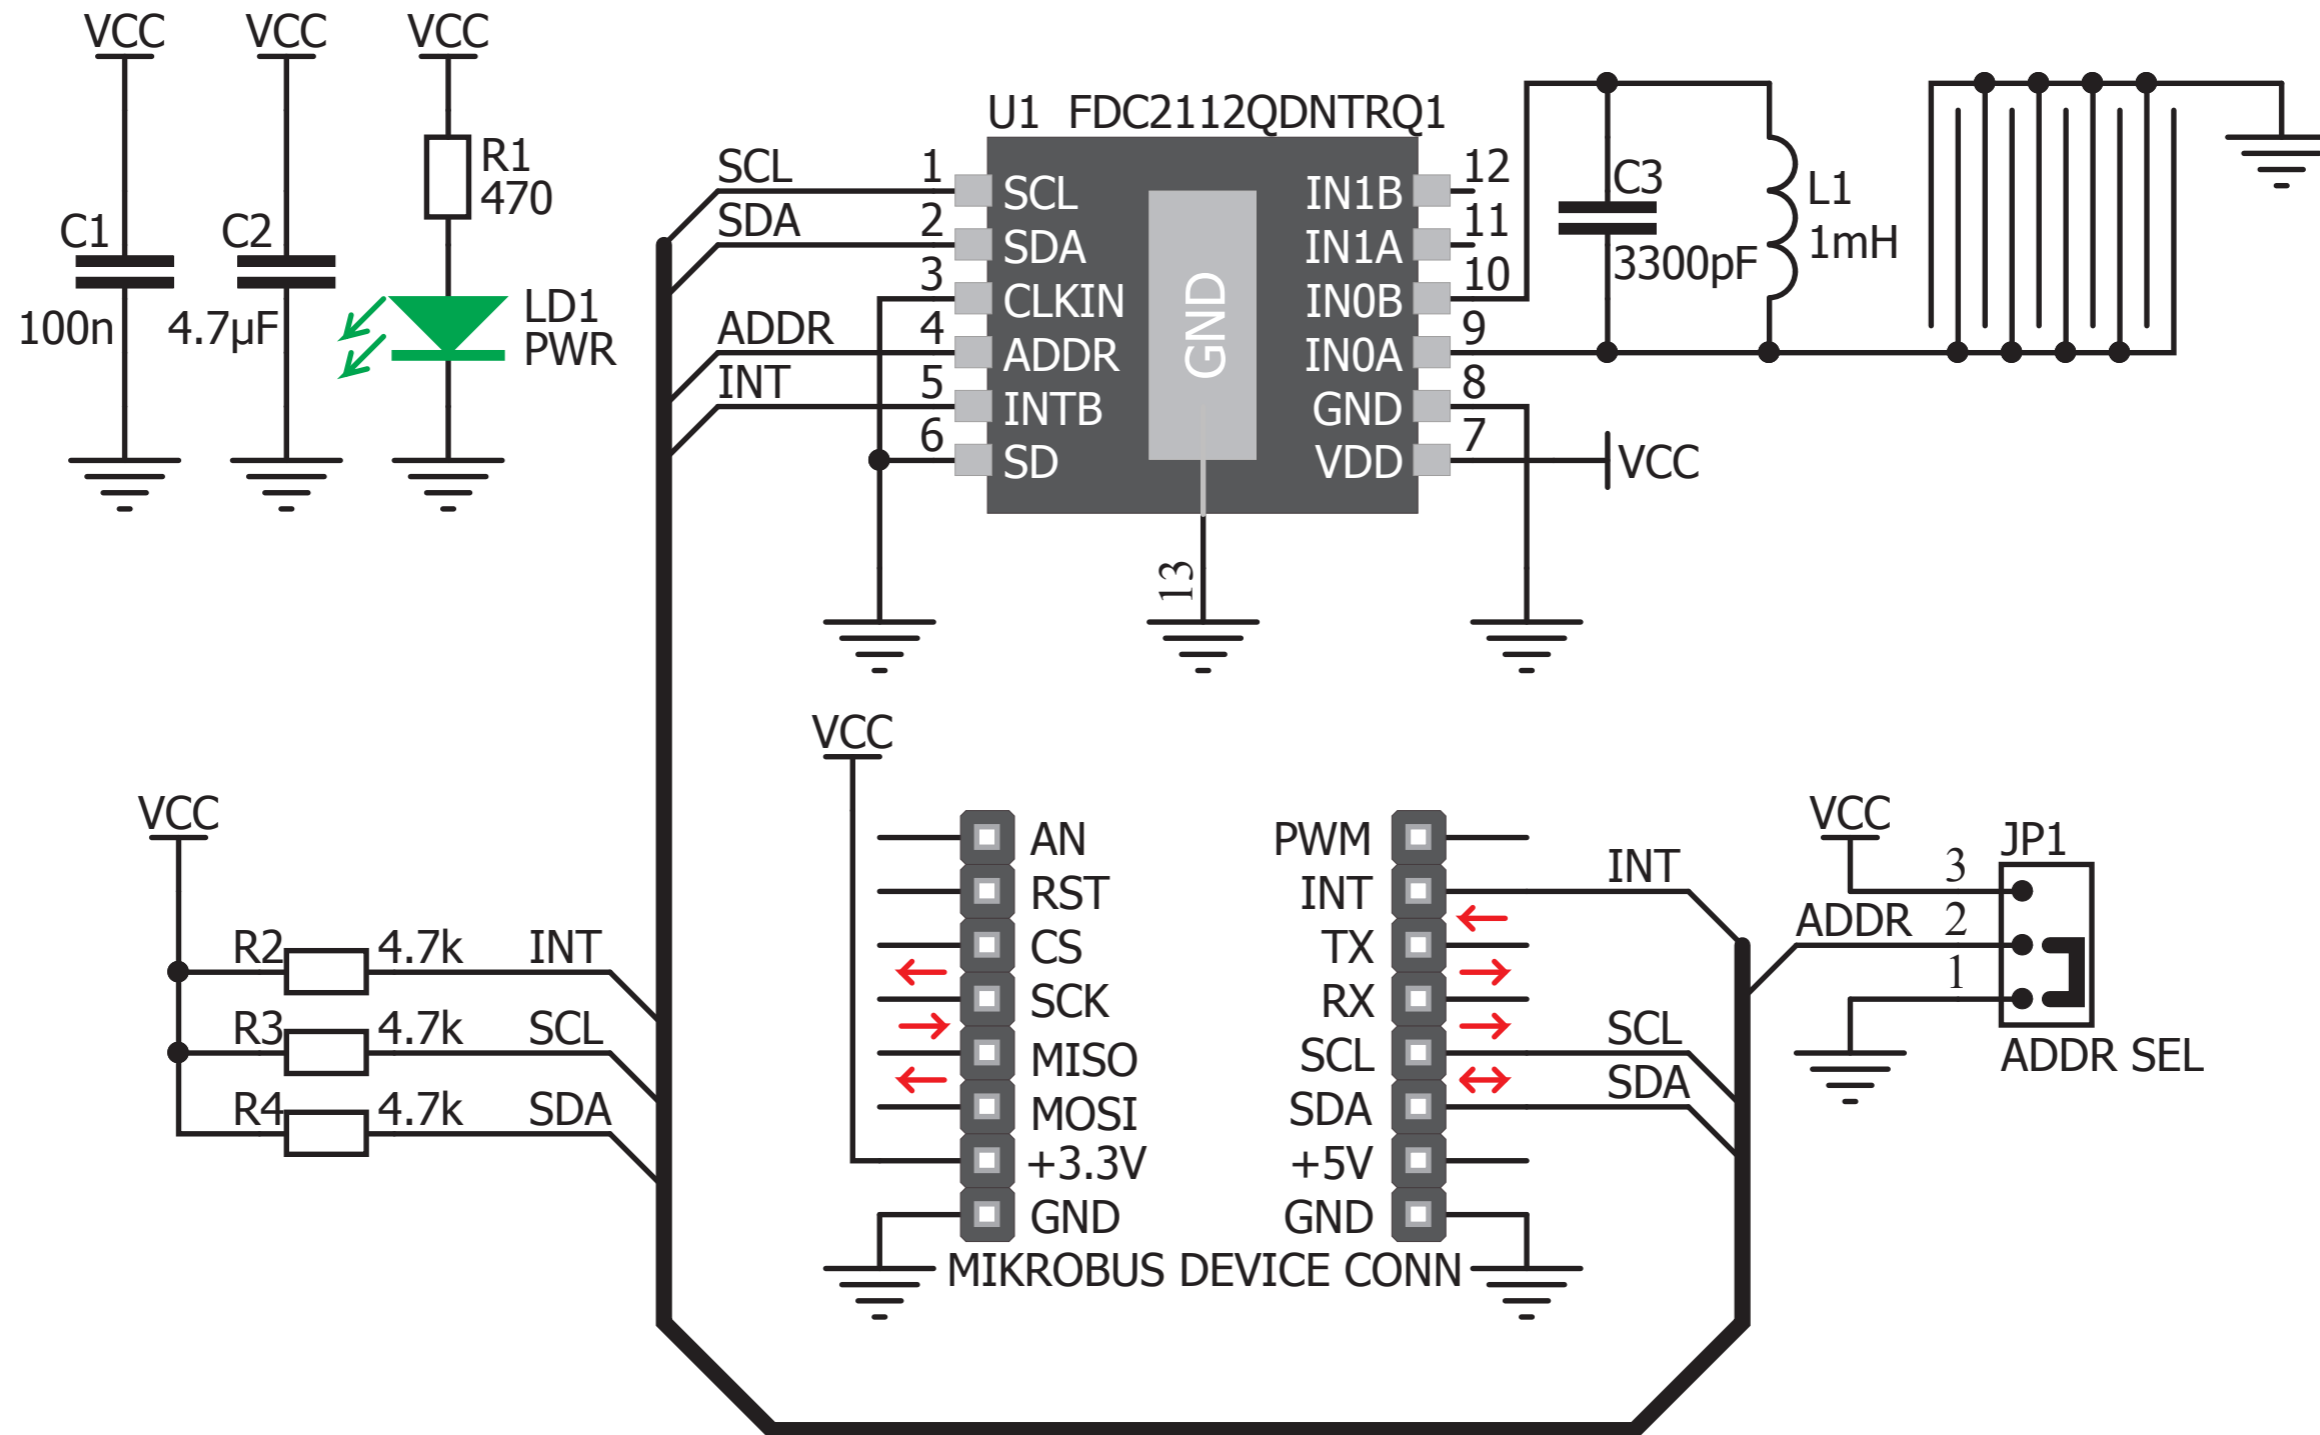 VCC
VCC
VCC
C1
100n
C2
4.7µF
R1
470
LD1
PWR
U1 FDC2112QDNTRQ1
SCL 1 SCL
SDA 2 SDA
3 CLKIN
ADDR 4 ADDR
INT 5 INTB
6 SD
GND
13
IN1B 12
IN1A 11
IN0B 10
IN0A 9
GND 8
VDD 7 VCC
C3
3300pF
L1
1mH
VCC
R2 4.7k INT
R3 4.7k SCL
R4 4.7k SDA
VCC
AN
RST
CS
SCK
MISO
MOSI
+3.3V
GND
PWM
INT INT
TX
RX
SCL SCL
SDA SDA
+5V
GND
MIKROBUS DEVICE CONN
VCC
JP1
3
ADDR 2
1
ADDR SEL